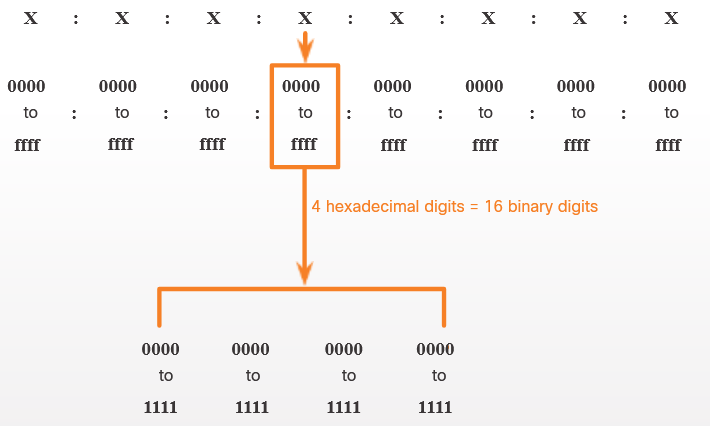 X : X : X : X : X : X : X : X
0000 0000 0000 0000 0000 0000 0000 0000
to : to : to : to : to : to : to : to
ffff ffff ffff ffff ffff ffff ffff ffff
4 hexadecimal digits = 16 binary digits
0000 0000 0000 0000
to to to to
1111 1111 1111 1111